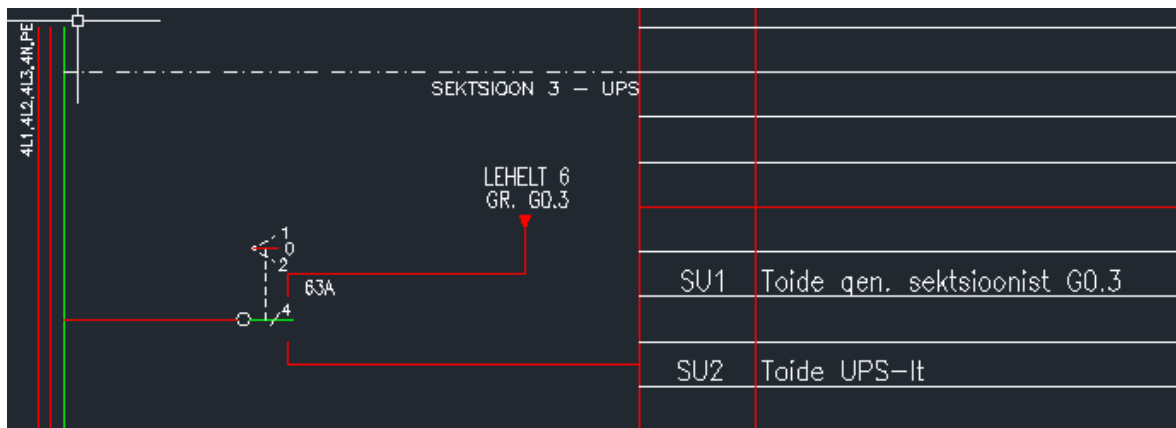 4L1,4L2,4L3,4N,PE
SEKTSIOON 3 – UPS
LEHELT 6
GR. G0.3
1
0
2
63A
4
SU1 Toide gen. sektsioonist G0.3
SU2 Toide UPS-lt